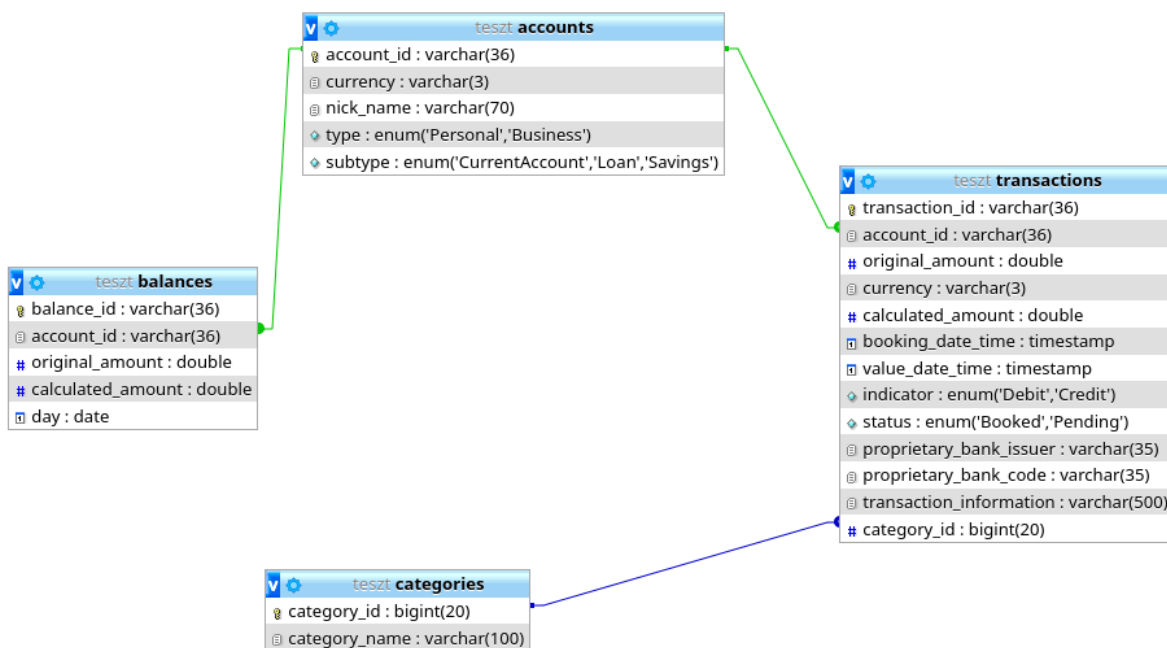 teszt accounts
account_id : varchar(36)
currency : varchar(3)
nick_name : varchar(70)
type : enum('Personal','Business')
subtype : enum('CurrentAccount','Loan','Savings')
teszt transactions
transaction_id : varchar(36)
account_id : varchar(36)
original_amount : double
currency : varchar(3)
calculated_amount : double
booking_date_time : timestamp
value_date_time : timestamp
indicator : enum('Debit','Credit')
status : enum('Booked','Pending')
proprietary_bank_issuer : varchar(35)
proprietary_bank_code : varchar(35)
transaction_information : varchar(500)
category_id : bigint(20)
teszt balances
balance_id : varchar(36)
account_id : varchar(36)
original_amount : double
calculated_amount : double
day : date
teszt categories
category_id : bigint(20)
category_name : varchar(100)